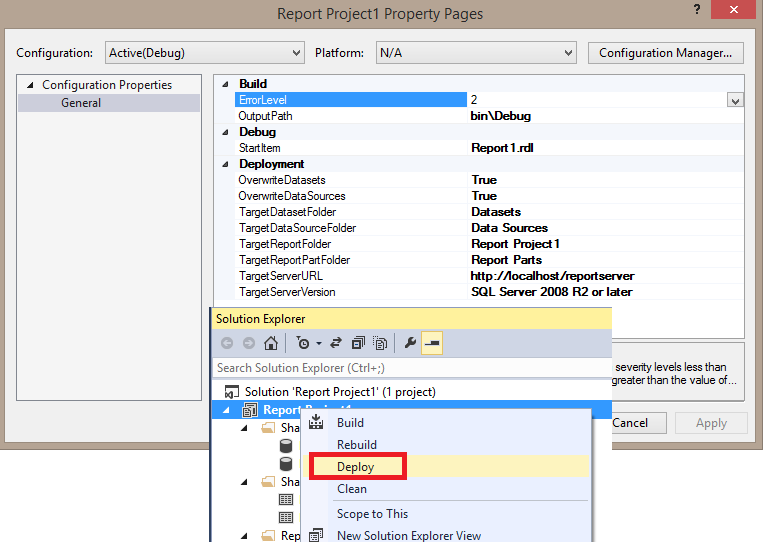 Report Project1 Property Pages
?
Configuration: Active(Debug) Platform: N/A Configuration Manager...
Configuration Properties
General
Build
ErrorLevel 2
OutputPath bin\Debug
Debug
StartItem Report1.rdl
Deployment
OverwriteDatasets True
OverwriteDataSources True
TargetDatasetFolder Datasets
TargetDataSourceFolder Data Sources
TargetReportFolder Report Project1
TargetReportPartFolder Report Parts
TargetServerURL http://localhost/reportserver
TargetServerVersion SQL Server 2008 R2 or later
severity levels less than
greater than the value of...
Cancel Apply
Solution Explorer
Search Solution Explorer (Ctrl+;)
Solution 'Report Project1' (1 project)
Report Project1
Sha
Sha
Rep
Build
Rebuild
Deploy
Clean
Scope to This
New Solution Explorer View